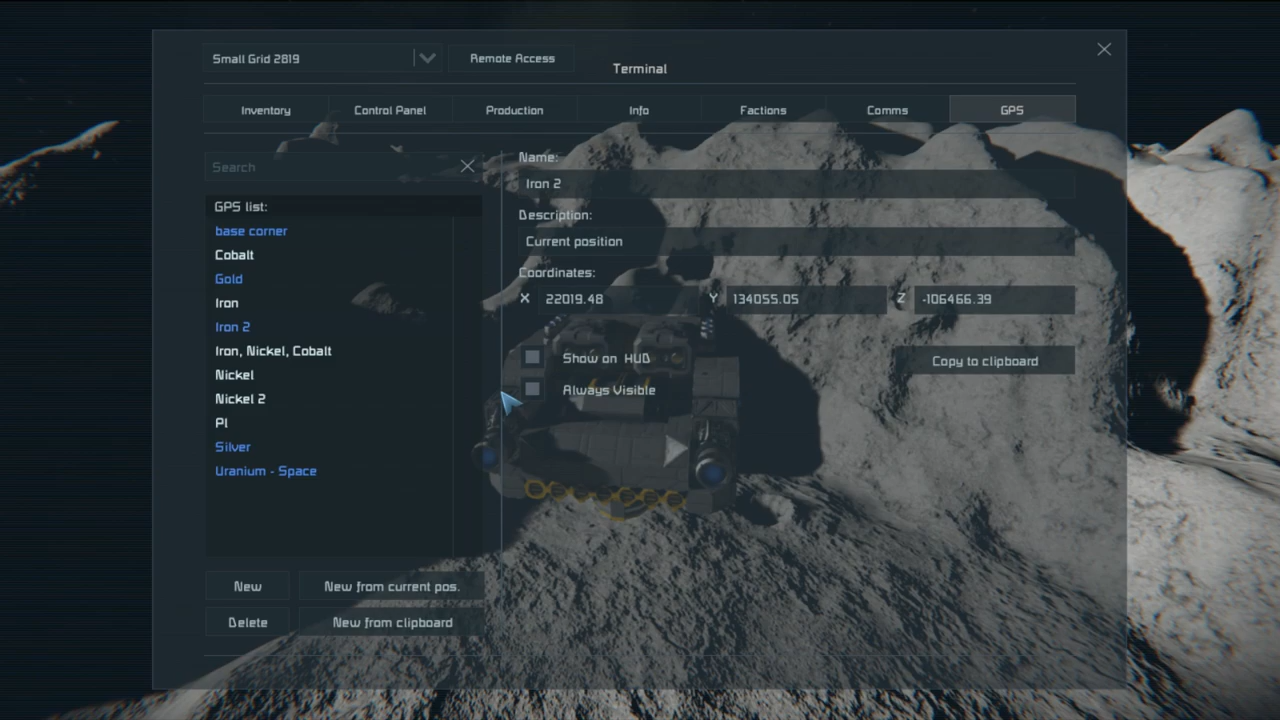 Small Grid 2819
Remote Access
Terminal
Inventory
Control Panel
Production
Info
Factions
Comms
GPS
Search
GPS list:
base corner
Cobalt
Gold
Iron
Iron 2
Iron, Nickel, Cobalt
Nickel
Nickel 2
Pl
Silver
Uranium - Space
New
New from current pos.
Delete
New from clipboard
Name:
Iron 2
Description:
Current position
Coordinates:
X 22019.48 Y 134055.05 Z -106466.39
Show on HUD
Copy to clipboard
Always Visible